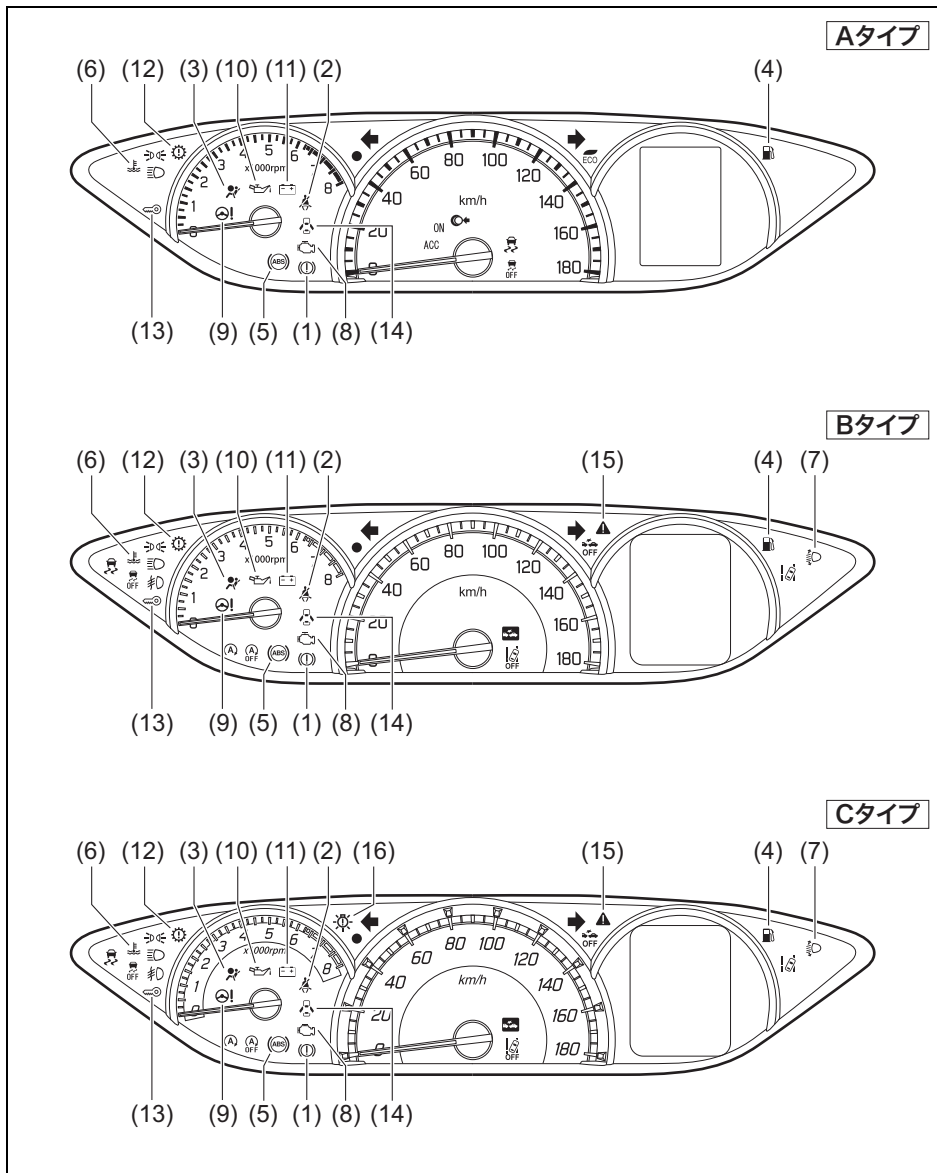 Aタイプ
(6) (12) (3) (10) (11) (2) (4)
80 100
60 120
40 140
20 160
0 180
km/h
ECO
ON
ACC
OFF
0 1 2 3 4 5 6 7 8
x 000rpm
ABS
(13) (9) (5) (1) (8) (14)
Bタイプ
(6) (12) (3) (10) (11) (2) (15) (4) (7)
80 100
60 120
40 140
20 160
0 180
km/h
OFF
OFF
0 1 2 3 4 5 6 7 8
x 000rpm
OFF
A A
OFF
ABS
(13) (9) (5) (1) (8) (14)
Cタイプ
(6) (12) (3) (10) (11) (2) (16) (15) (4) (7)
80 100
60 120
40 140
20 160
0 180
km/h
OFF
OFF
0 1 2 3 4 5 6 7 8
x 000rpm
OFF
A A
OFF
ABS
(13) (9) (5) (1) (8) (14)